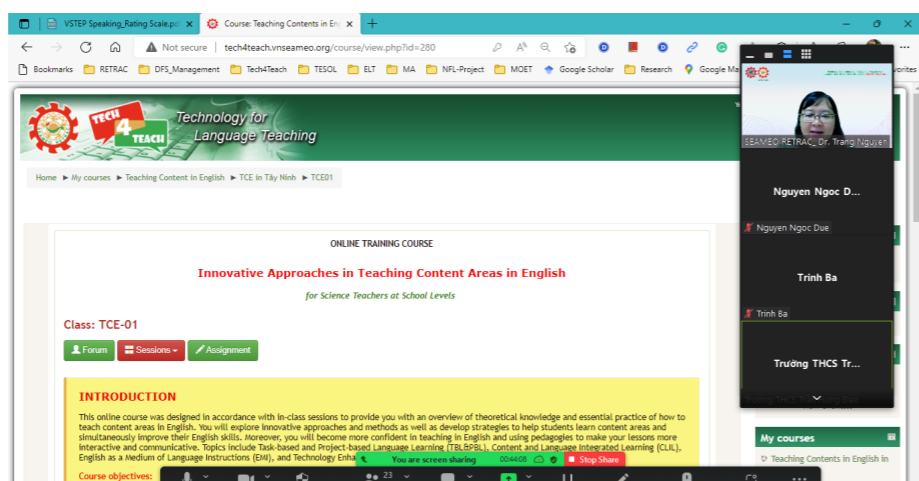 VSTEP Speaking_Rating Scale.pd
Course: Teaching Contents in En
Not secure | tech4teach.vnseameo.org/course/view.php?id=280
Bookmarks RETRAC DFS_Management Tech4Teach TESOL ELT MA NFL-Project MOET Google Scholar Research Google Ma
vorites
TECH
4
TEACH
Technology for
Language Teaching
Home ► My courses ► Teaching Content in English ► TCE in Tây Ninh ► TCE01
ONLINE TRAINING COURSE
Innovative Approaches in Teaching Content Areas in English
for Science Teachers at School Levels
Class: TCE-01
Forum Sessions Assignment
INTRODUCTION
This online course was designed in accordance with in-class sessions to provide you with an overview of theoretical knowledge and essential practice of how to
teach content areas in English. You will explore innovative approaches and methods as well as develop strategies to help students learn content areas and
simultaneously improve their English skills. Moreover, you will become more confident in teaching in English and using pedagogies to make your lessons more
interactive and communicative. Topics include Task-based and Project-based Language Learning (TBL&PBL), Content and Language Integrated Learning (CLIL),
English as a Medium of Language Instructions (EMI), and Technology Enha
Course objectives:
You are screen sharing 00:44:08 Stop Share
23
SEAMEO RETRAC_ Dr. Trang Nguyen
Nguyen Ngoc D...
Nguyen Ngoc Due
Trinh Ba
Trinh Ba
Trường THCS Tr...
My courses
Teaching Contents in English in